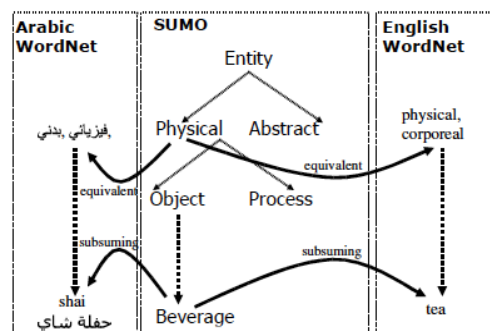 Arabic
WordNet
SUMO
English
WordNet
Entity
فيزيائي, بدني,
Physical
Abstract
physical,
corporeal
equivalent
equivalent
Object
Process
subsuming
subsuming
shai
حفلة شاي
Beverage
tea